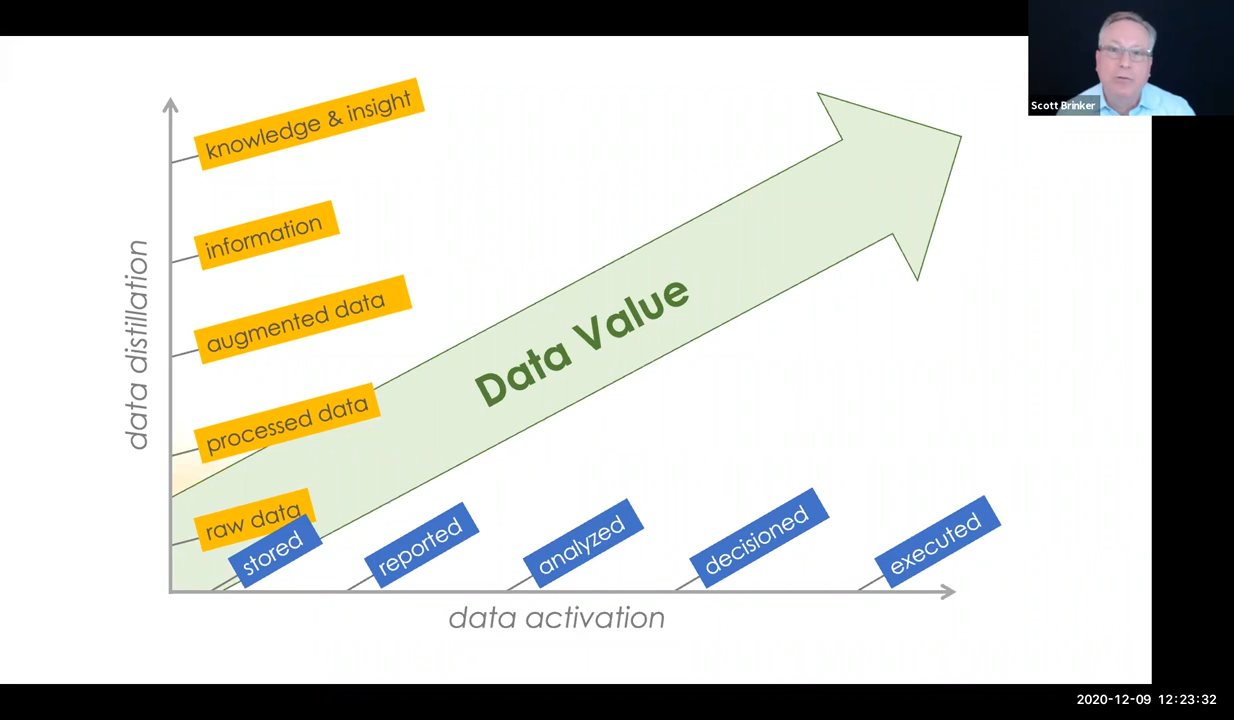 Scott Brinker
knowledge & insight
information
augmented data
processed data
raw data
data distillation
Data Value
stored
reported
analyzed
decisioned
executed
data activation
2020-12-09 12:23:32